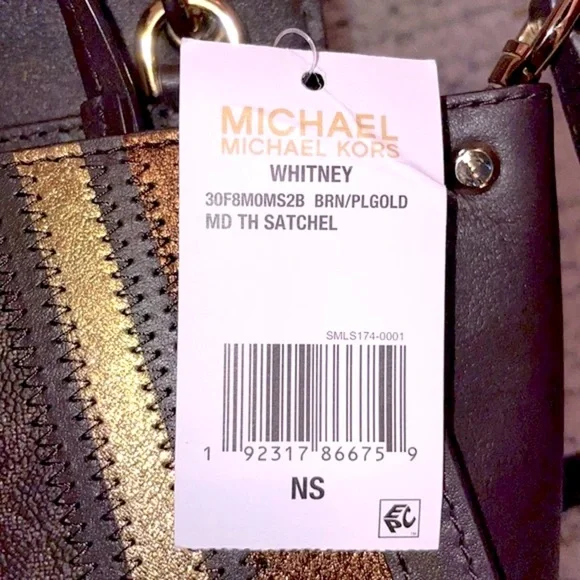 MICHAEL
MICHAEL KORS
WHITNEY
30F8M0MS2B BRN/PLGOLD
MD TH SATCHEL
SMLS174-0001
1 92317 86675 9
NS
EPC